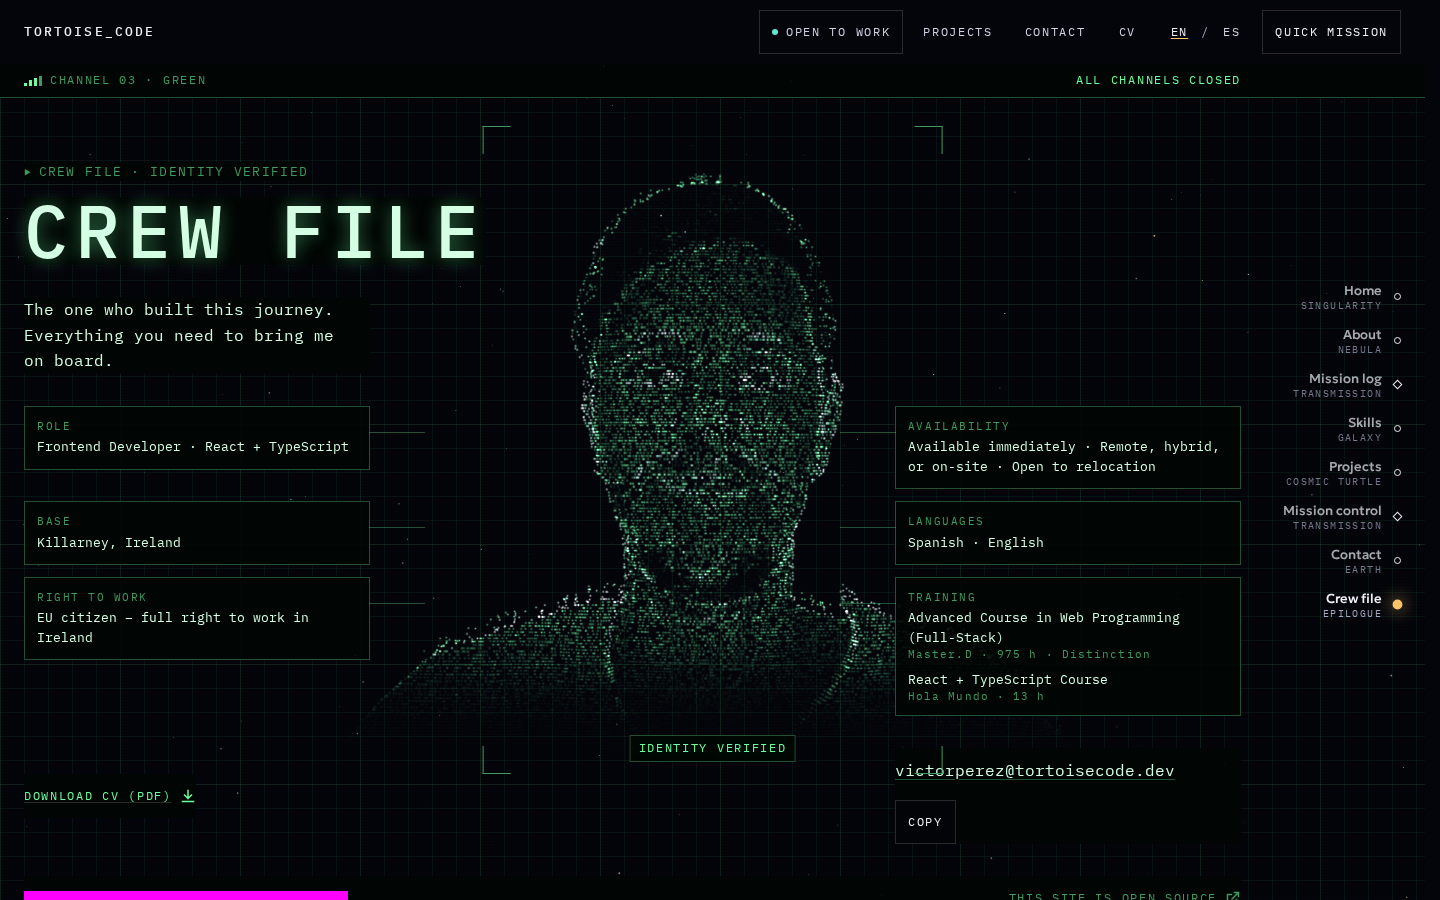 TORTOISE_CODE
OPEN TO WORK
PROJECTS
CONTACT
CV
EN / ES
QUICK MISSION
CHANNEL 03 · GREEN
ALL CHANNELS CLOSED
CREW FILE · IDENTITY VERIFIED
CREW FILE
The one who built this journey.
Everything you need to bring me
on board.
ROLE
Frontend Developer · React + TypeScript
BASE
Killarney, Ireland
RIGHT TO WORK
EU citizen — full right to work in
Ireland
AVAILABILITY
Available immediately · Remote, hybrid,
or on-site · Open to relocation
LANGUAGES
Spanish · English
TRAINING
Advanced Course in Web Programming
(Full-Stack)
Master.D · 975 h · Distinction
React + TypeScript Course
Hola Mundo · 13 h
Home
SINGULARITY
About
NEBULA
Mission log
TRANSMISSION
Skills
GALAXY
Projects
COSMIC TURTLE
Mission control
TRANSMISSION
Contact
EARTH
Crew file
EPILOGUE
IDENTITY VERIFIED
victorperez@tortoisecode.dev
DOWNLOAD CV (PDF)
COPY
THIS SITE IS OPEN SOURCE